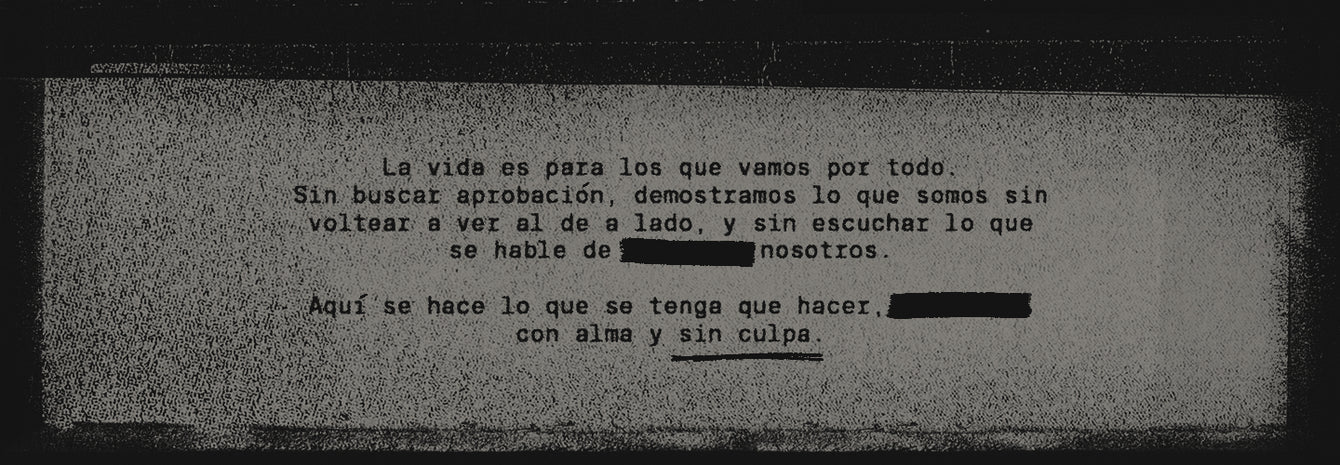 La vida es para los que vamos por todo.
Sin buscar aprobación, demostramos lo que somos sin
voltear a ver al de a lado, y sin escuchar lo que
se hable de nosotros.
Aquí se hace lo que se tenga que hacer,
con alma y sin culpa.